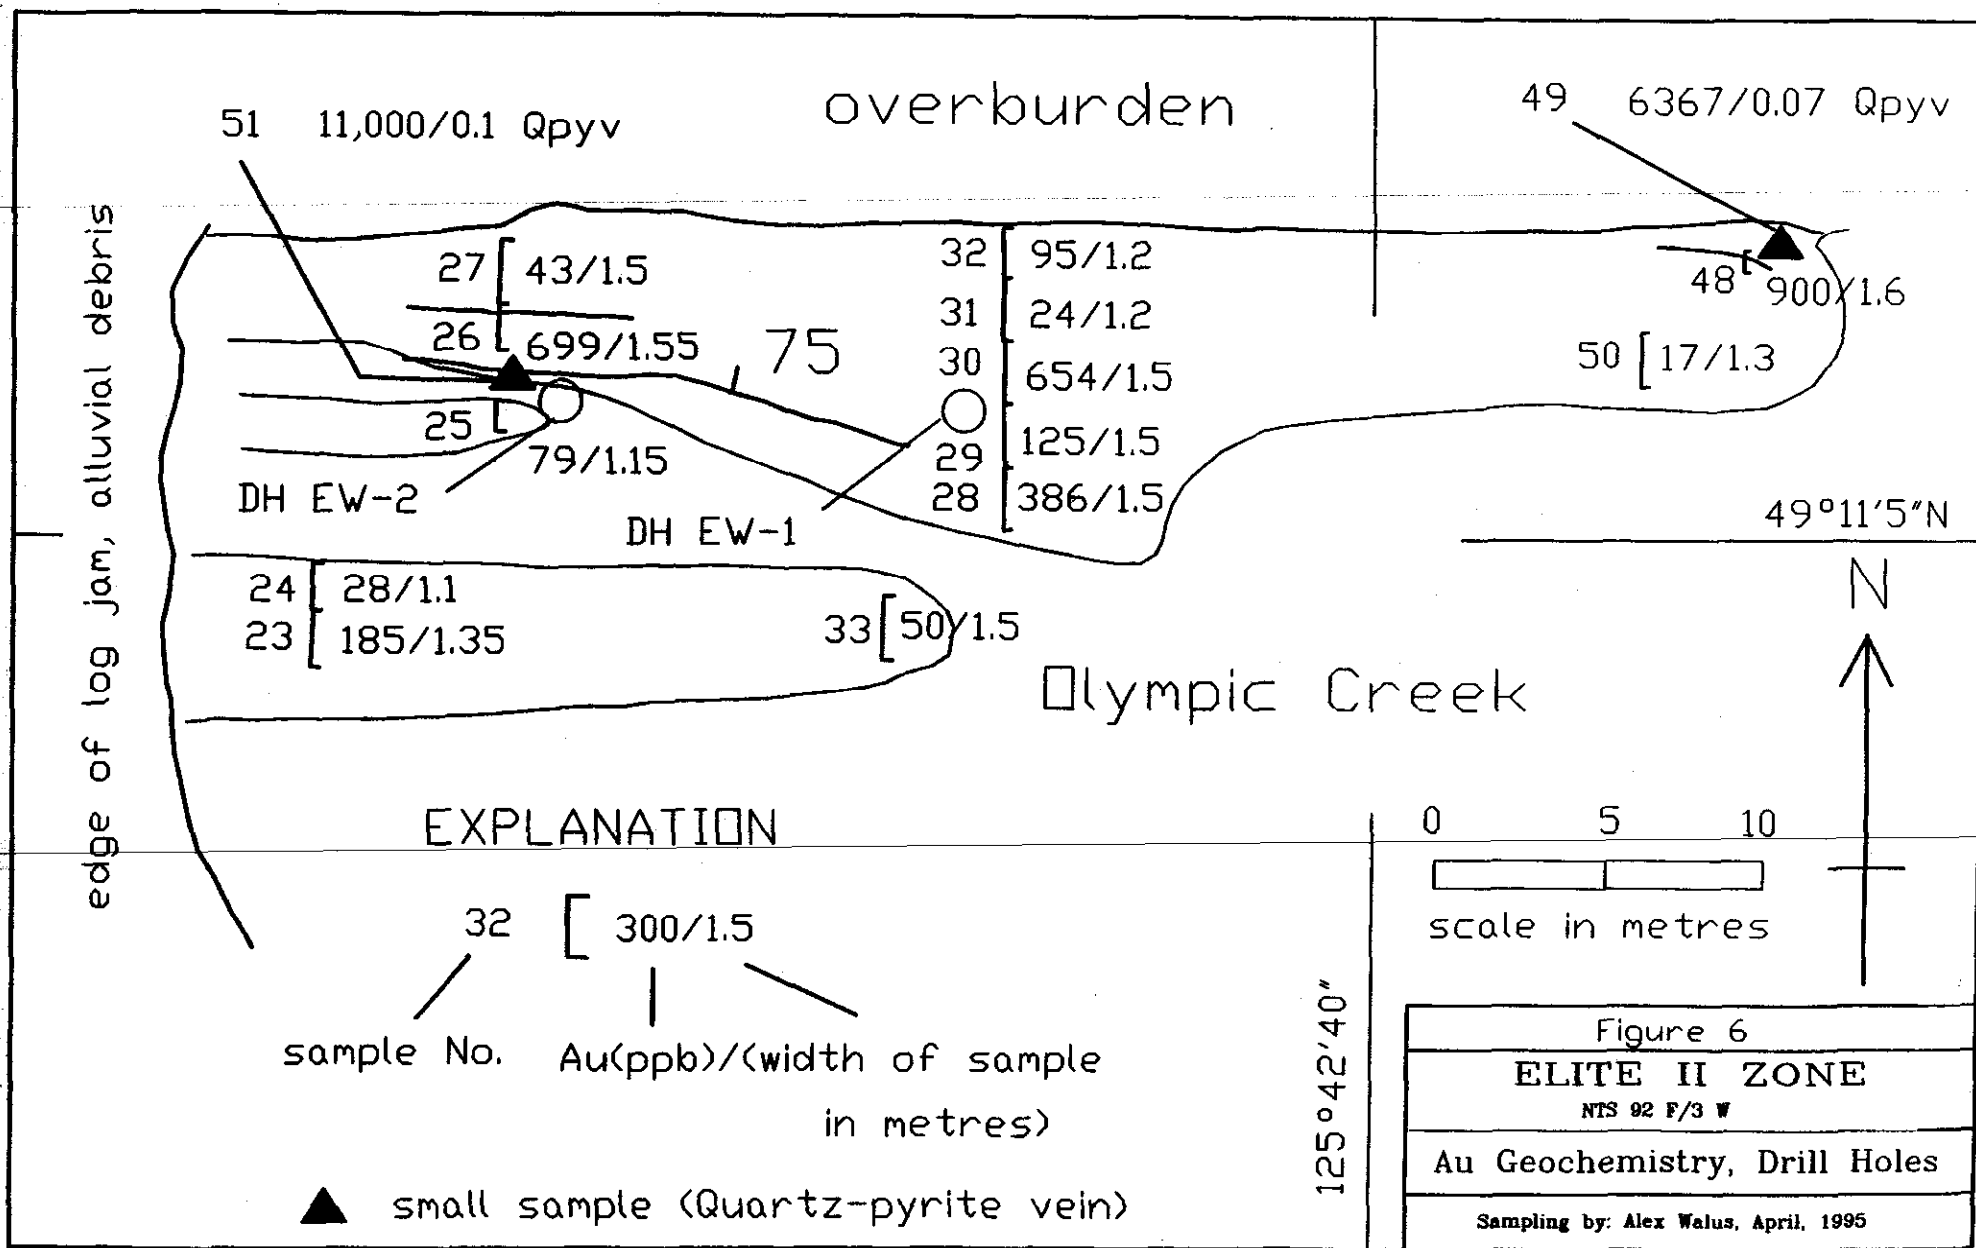 overburden
51 11,000/0.1 Qpyv
49 6367/0.07 Qpyv
edge of log jam, alluvial debris
27 43/1.5
26 699/1.55
75
25
79/1.15
DH EW-2
DH EW-1
32 95/1.2
31 24/1.2
30 654/1.5
29 125/1.5
28 386/1.5
48 900/1.6
50 17/1.3
49°11'5"N
N
24 28/1.1
23 185/1.35
33 50/1.5
Olympic Creek
EXPLANATION
32 300/1.5
sample No. Au(ppb)/(width of sample
in metres)
small sample (Quartz-pyrite vein)
0 5 10
scale in metres
125°42'40"
Figure 6
ELITE II ZONE
NTS 92 F/3 W
Au Geochemistry, Drill Holes
Sampling by: Alex Walus, April, 1995